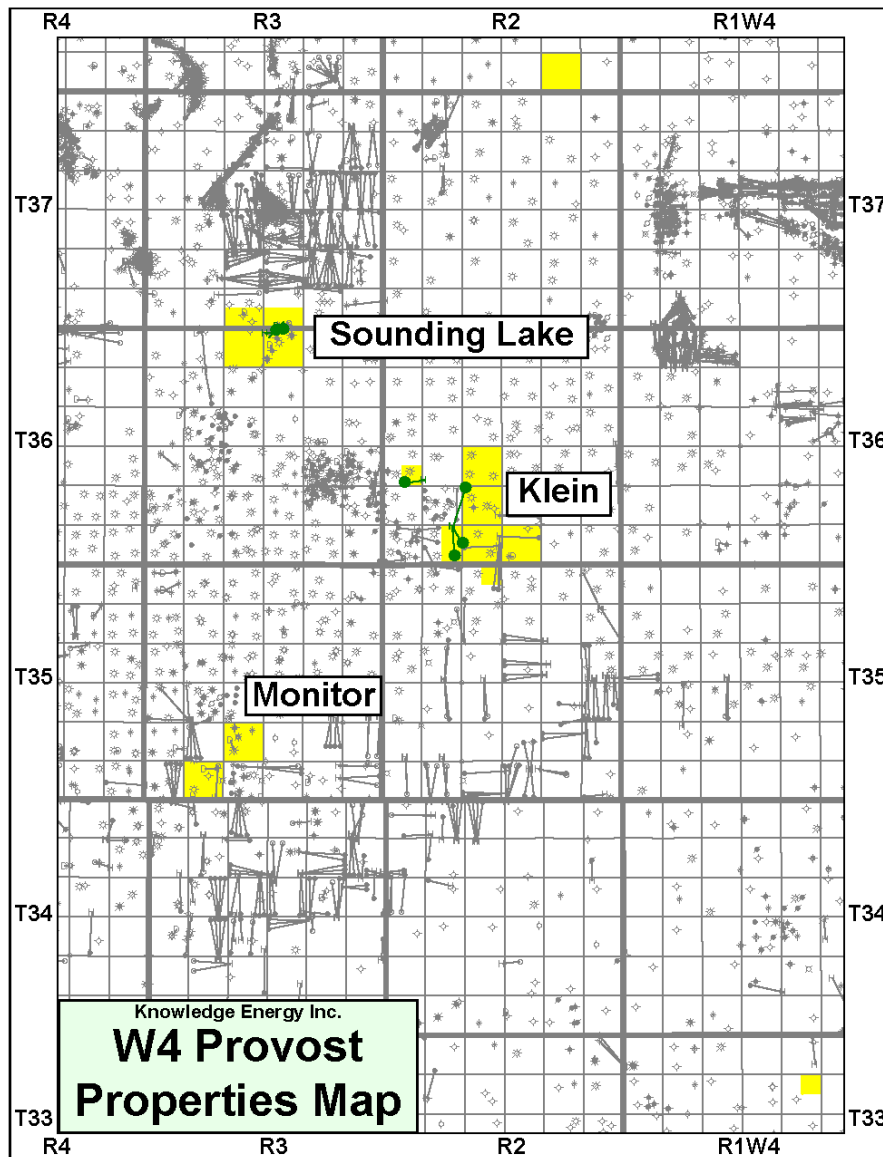 R4 R3 R2 R1W4
T37 T37
Sounding Lake
T36 T36
Klein
T35 T35
Monitor
T34 T34
Knowledge Energy Inc.
W4 Provost
Properties Map
T33 T33
R4 R3 R2 R1W4